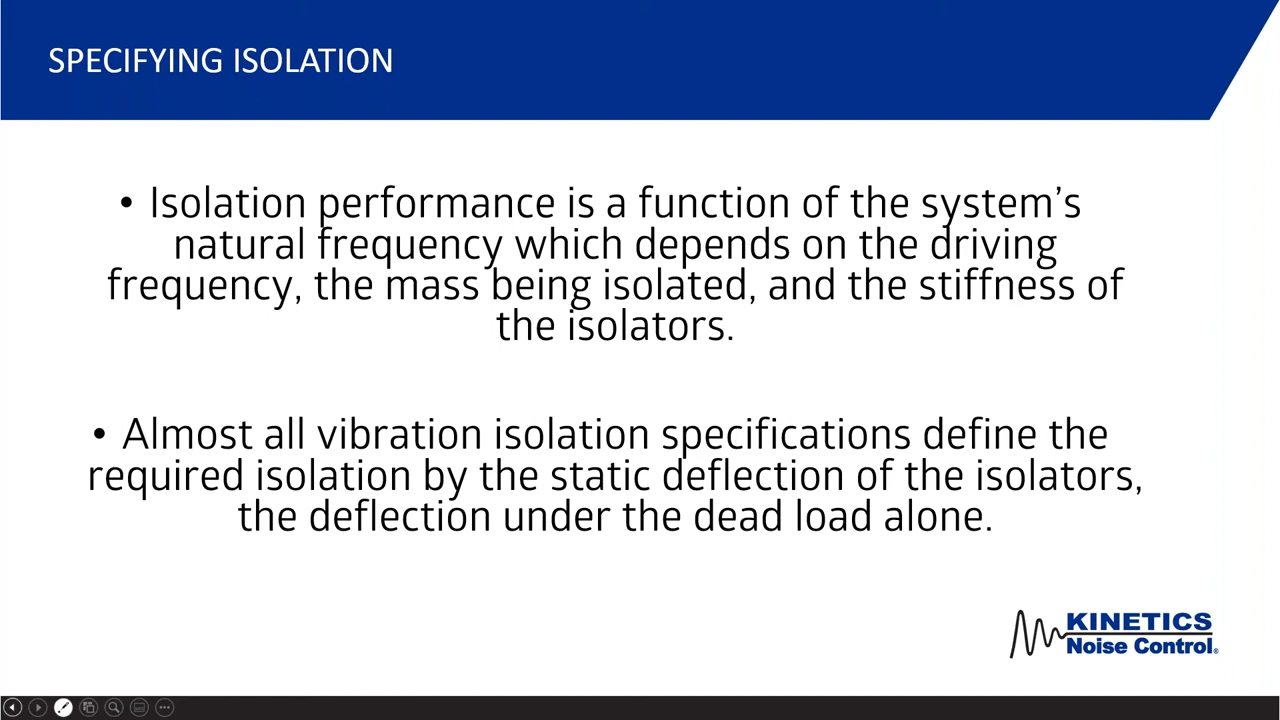 SPECIFYING ISOLATION
• Isolation performance is a function of the system’s
natural frequency which depends on the driving
frequency, the mass being isolated, and the stiffness of
the isolators.
• Almost all vibration isolation specifications define the
required isolation by the static deflection of the isolators,
the deflection under the dead load alone.
KINETICS
Noise Control®